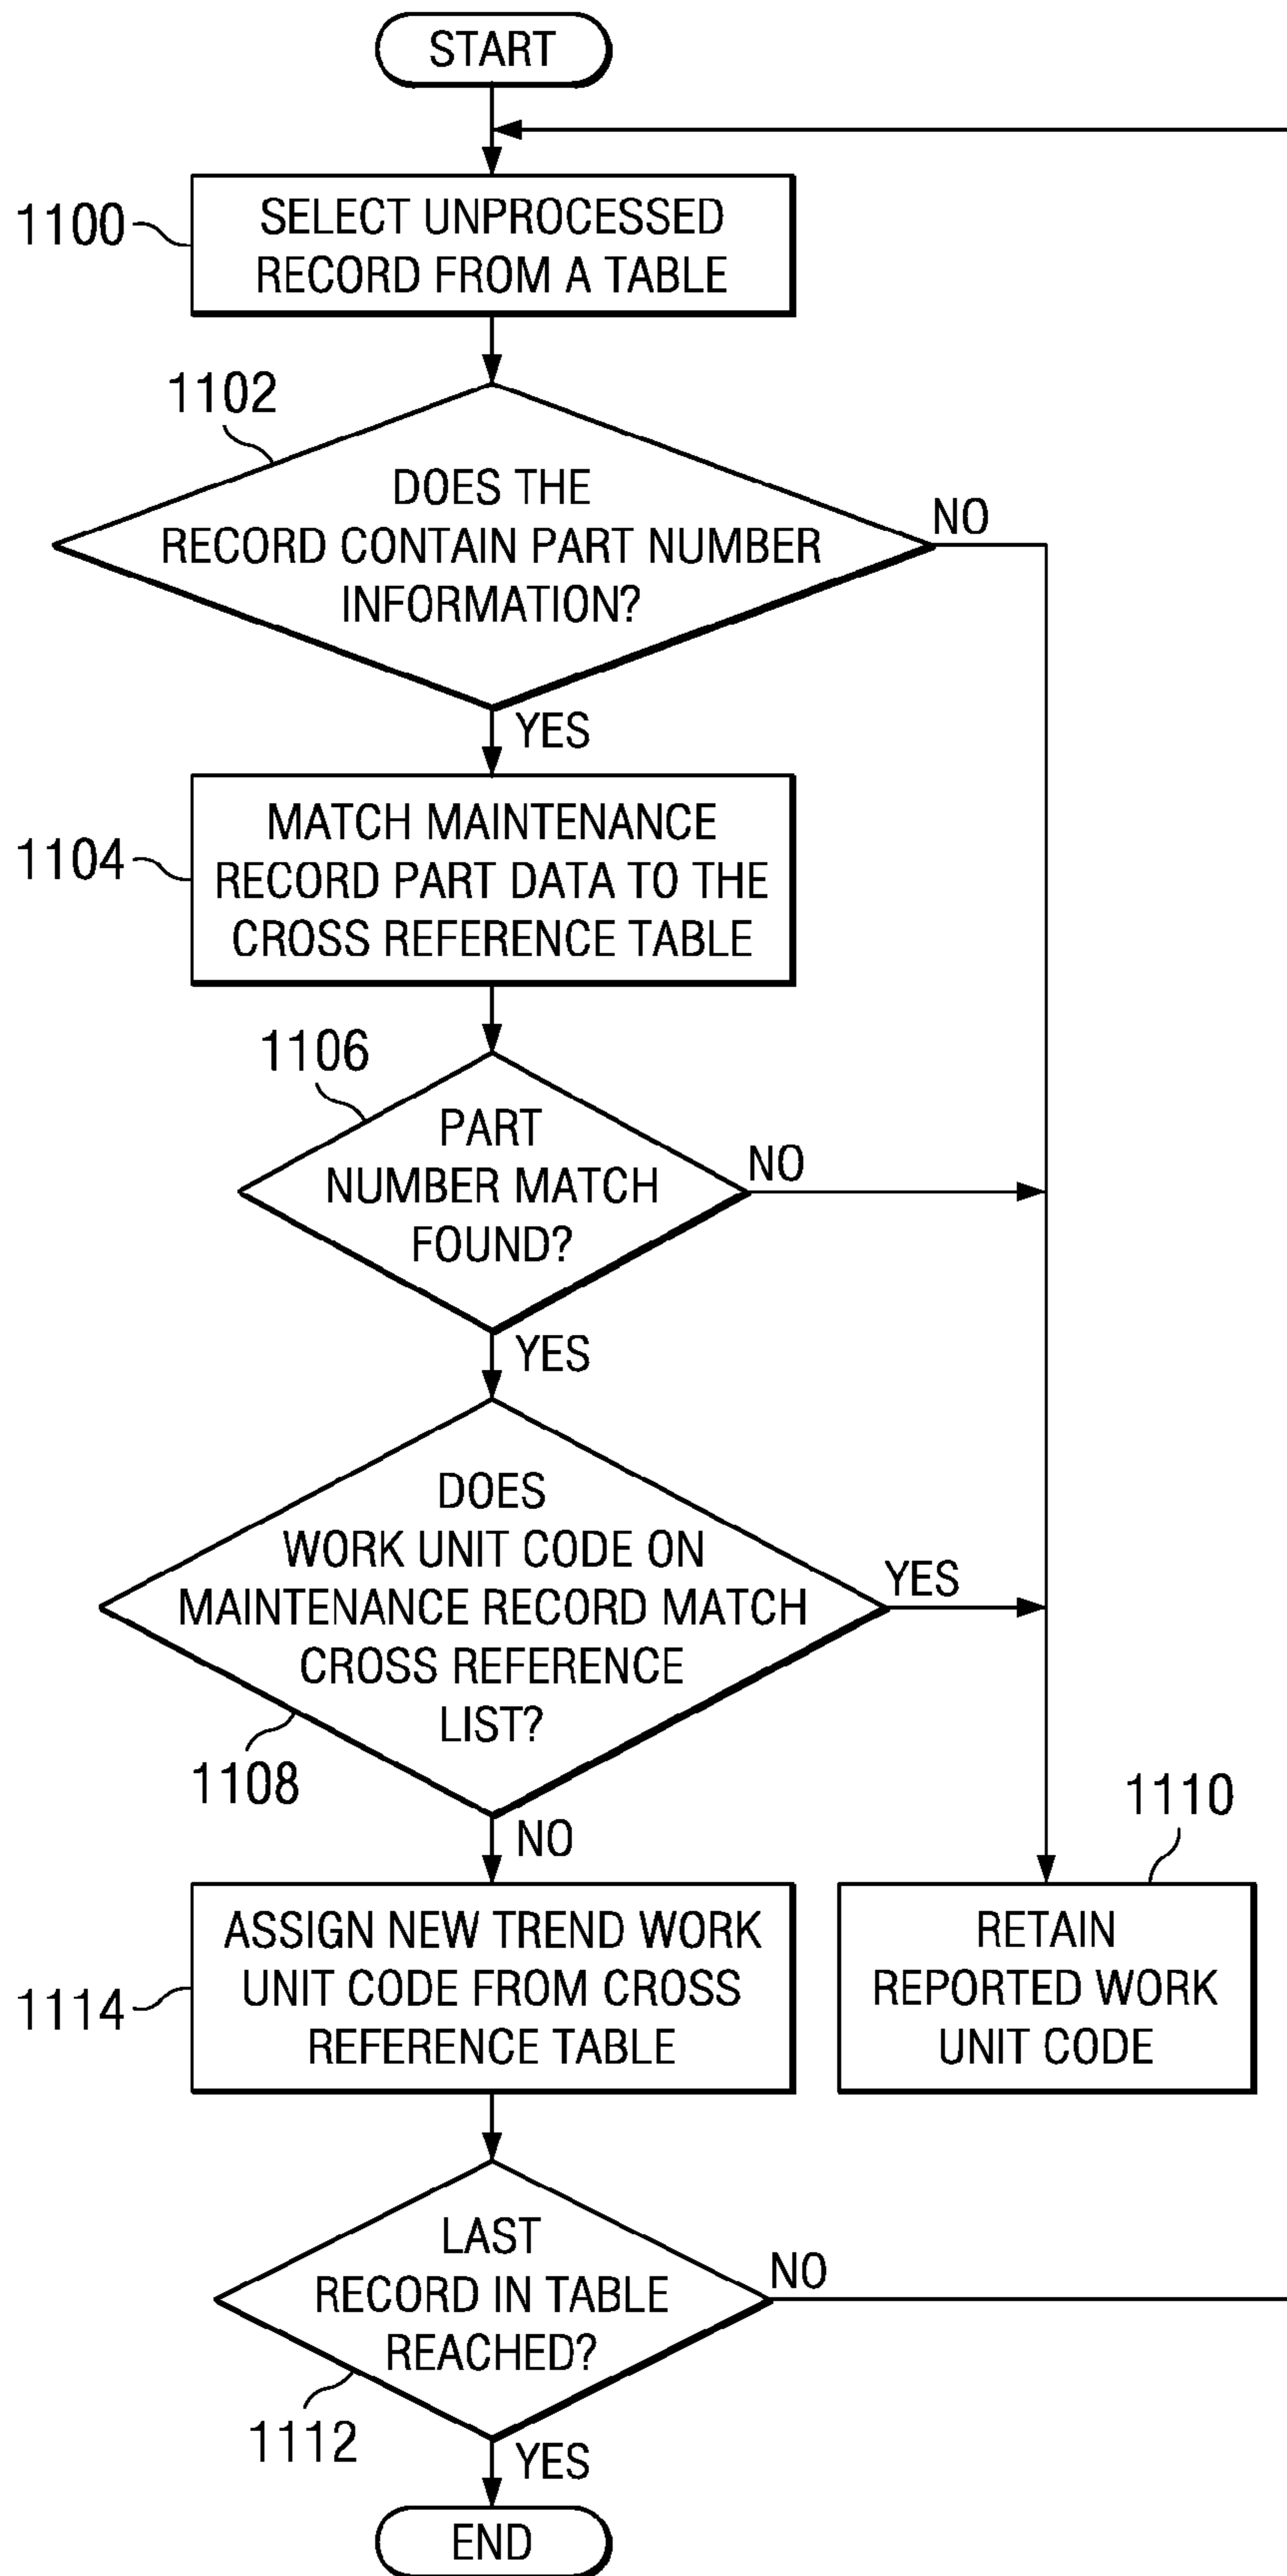 START
1100
SELECT UNPROCESSED
RECORD FROM A TABLE
1102
DOES THE
RECORD CONTAIN PART NUMBER
INFORMATION?
NO
YES
1104
MATCH MAINTENANCE
RECORD PART DATA TO THE
CROSS REFERENCE TABLE
1106
PART
NUMBER MATCH
FOUND?
NO
YES
DOES
WORK UNIT CODE ON
MAINTENANCE RECORD MATCH
CROSS REFERENCE
LIST?
YES
1108
NO
1110
1114
ASSIGN NEW TREND WORK
UNIT CODE FROM CROSS
REFERENCE TABLE
RETAIN
REPORTED WORK
UNIT CODE
LAST
RECORD IN TABLE
REACHED?
NO
1112
YES
END